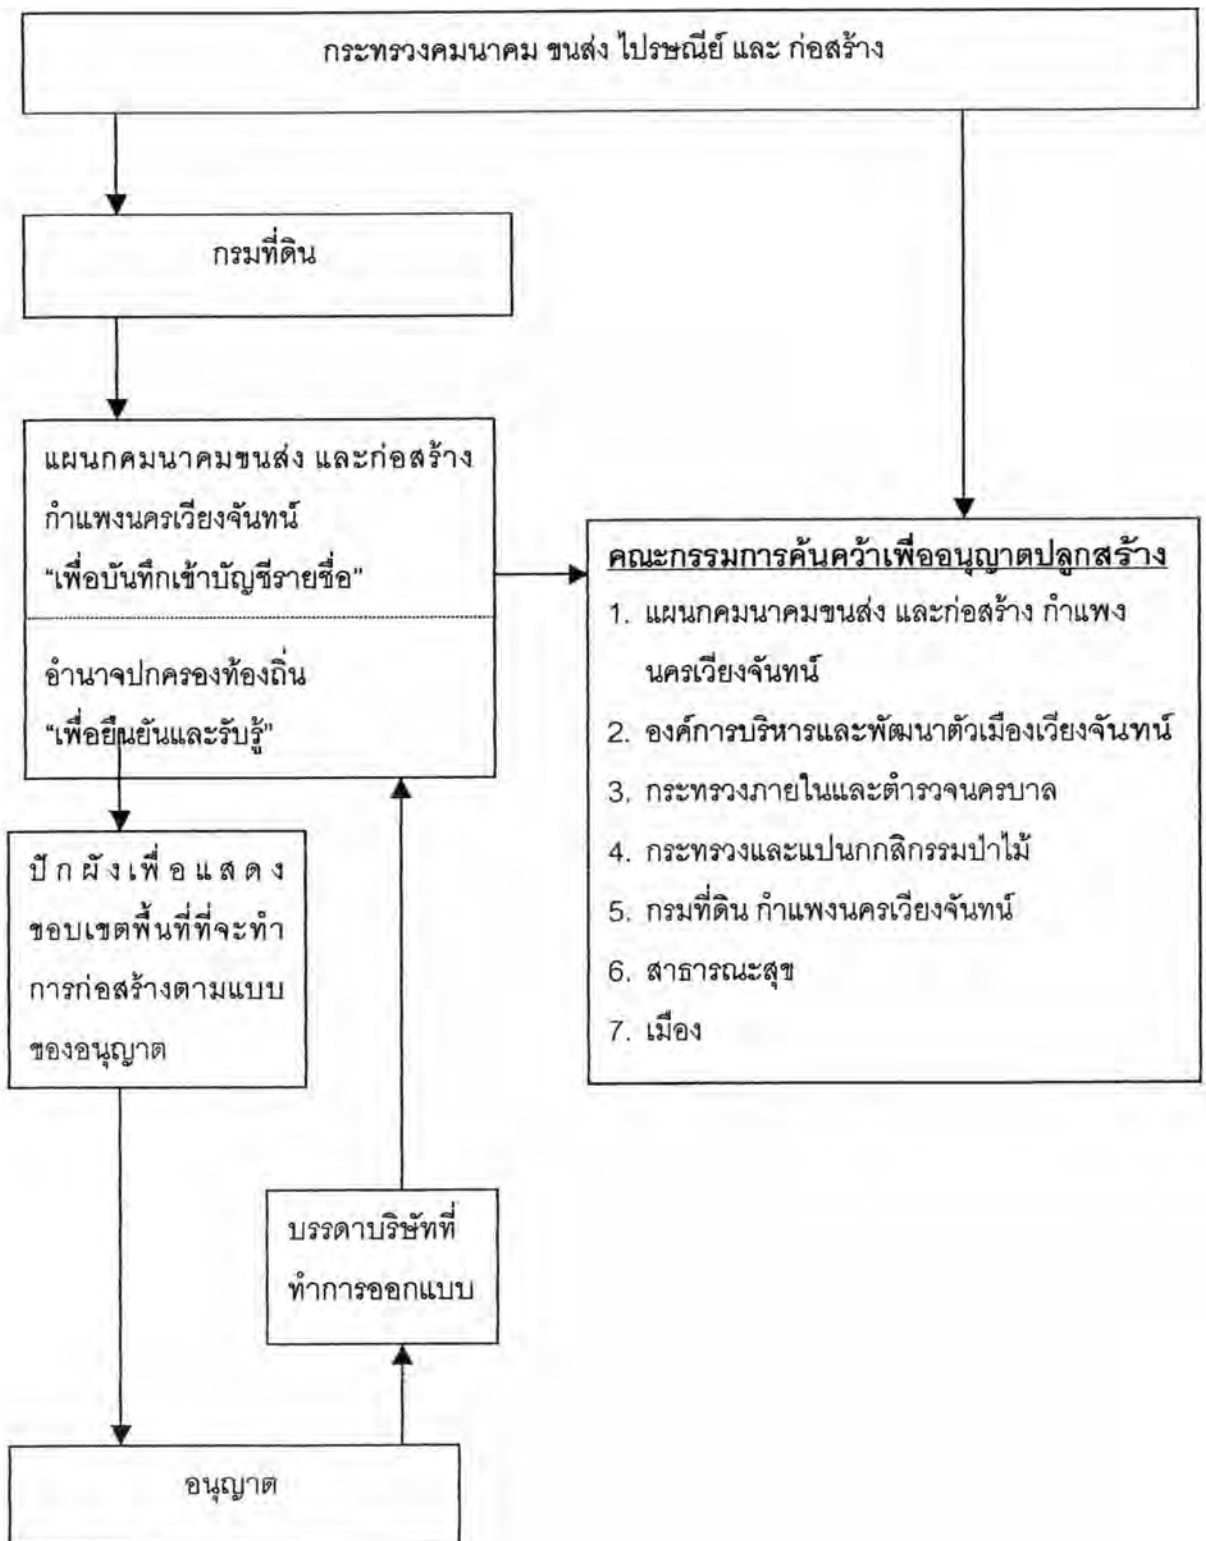 กระทรวงคมนาคม ขนส่ง ไปรษณีย์ และ ก่อสร้าง
กรมที่ดิน
แผนกคมนาคมขนส่ง และก่อสร้าง
กำแพงนครเวียงจันทน์
“เพื่อบันทึกเข้าบัญชีรายชื่อ”
อำนาจปกครองท้องถิ่น
“เพื่อยืนยันและรับรู้”
คณะกรรมการค้นคว้าเพื่ออนุญาตปลูกสร้าง
1. แผนกคมนาคมขนส่ง และก่อสร้าง กำแพง
นครเวียงจันทน์
2. องค์การบริหารและพัฒนาตัวเมืองเวียงจันทน์
3. กระทรวงภายในและตำรวจนครบาล
4. กระทรวงและแปนกกสิกรรมป่าไม้
5. กรมที่ดิน กำแพงนครเวียงจันทน์
6. สาธารณะสุข
7. เมือง
ปักผังเพื่อแสดง
ขอบเขตพื้นที่ที่จะทำ
การก่อสร้างตามแบบ
ของอนุญาต
บรรดาบริษัทที่
ทำการออกแบบ
อนุญาต